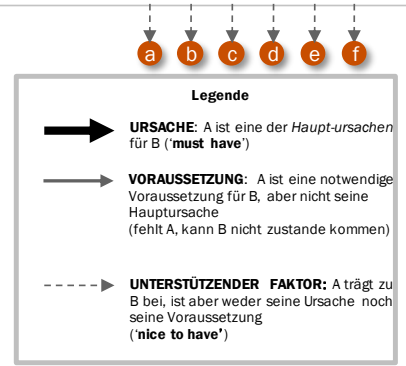 a b c d e f
Legende
URSACHE: A ist eine der Haupt-ursachen
für B (‘must have’)
VORAUSSETZUNG: A ist eine notwendige
Voraussetzung für B, aber nicht seine
Hauptursache
(fehlt A, kann B nicht zustande kommen)
UNTERSTÜTZENDER FAKTOR: A trägt zu
B bei, ist aber weder seine Ursache noch
seine Voraussetzung
(‘nice to have’)